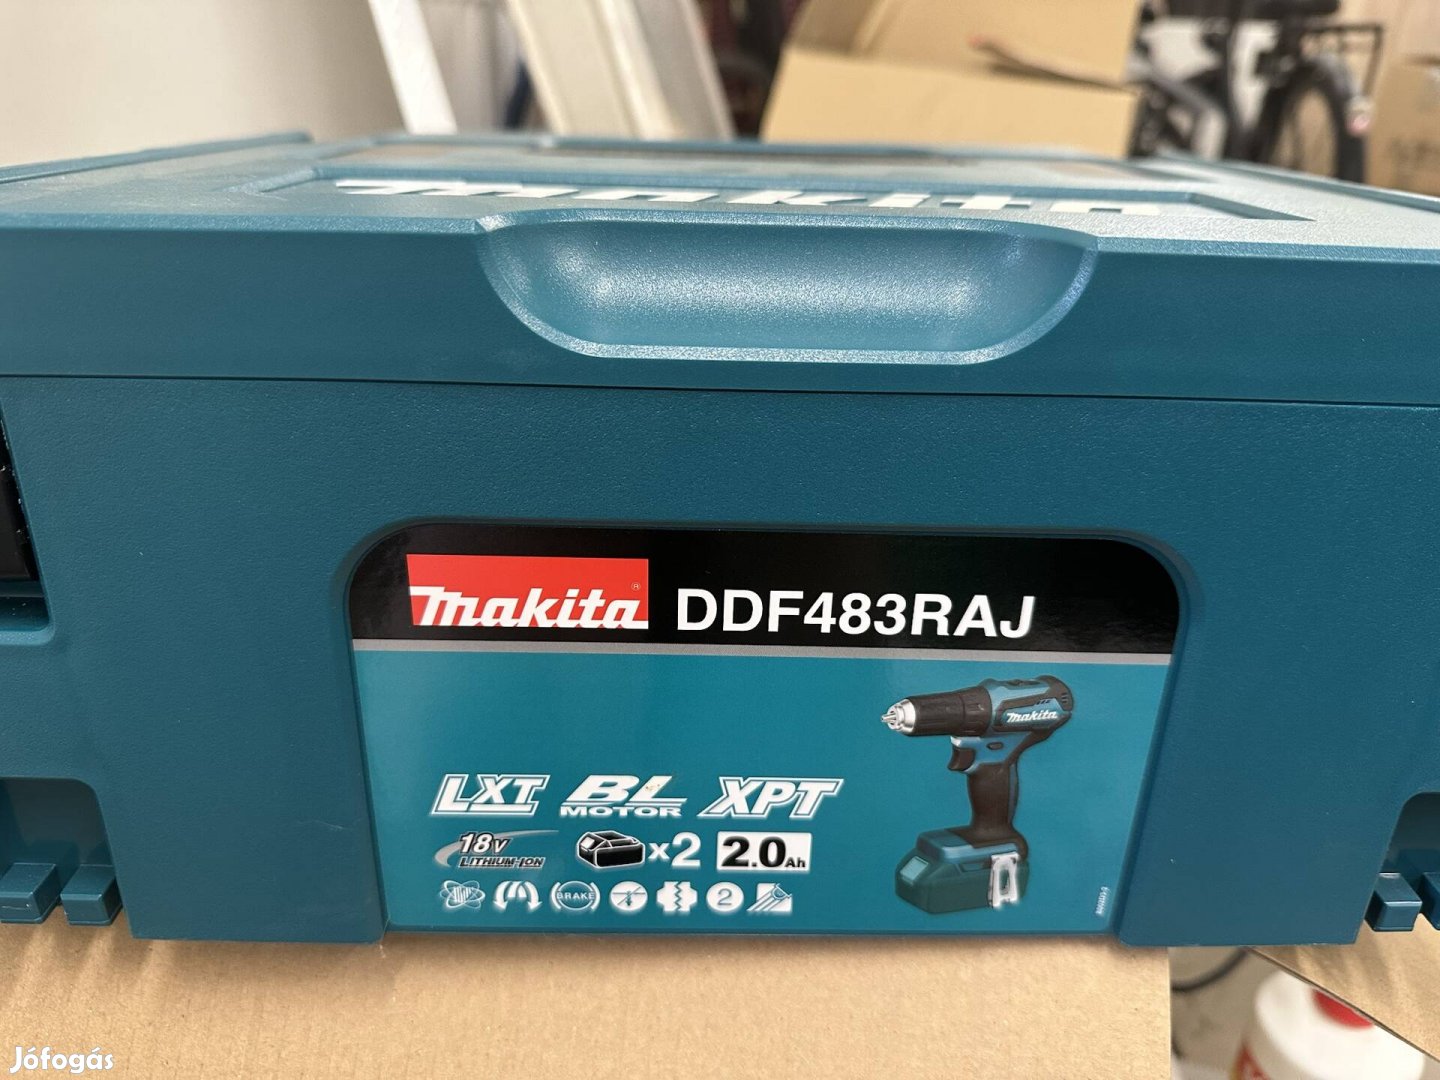 makita
makita® DDF483RAJ
makita
LXT BL MOTOR XPT
18V LITHIUM-ION x2 2.0Ah
BRAKE 2
Jófogás